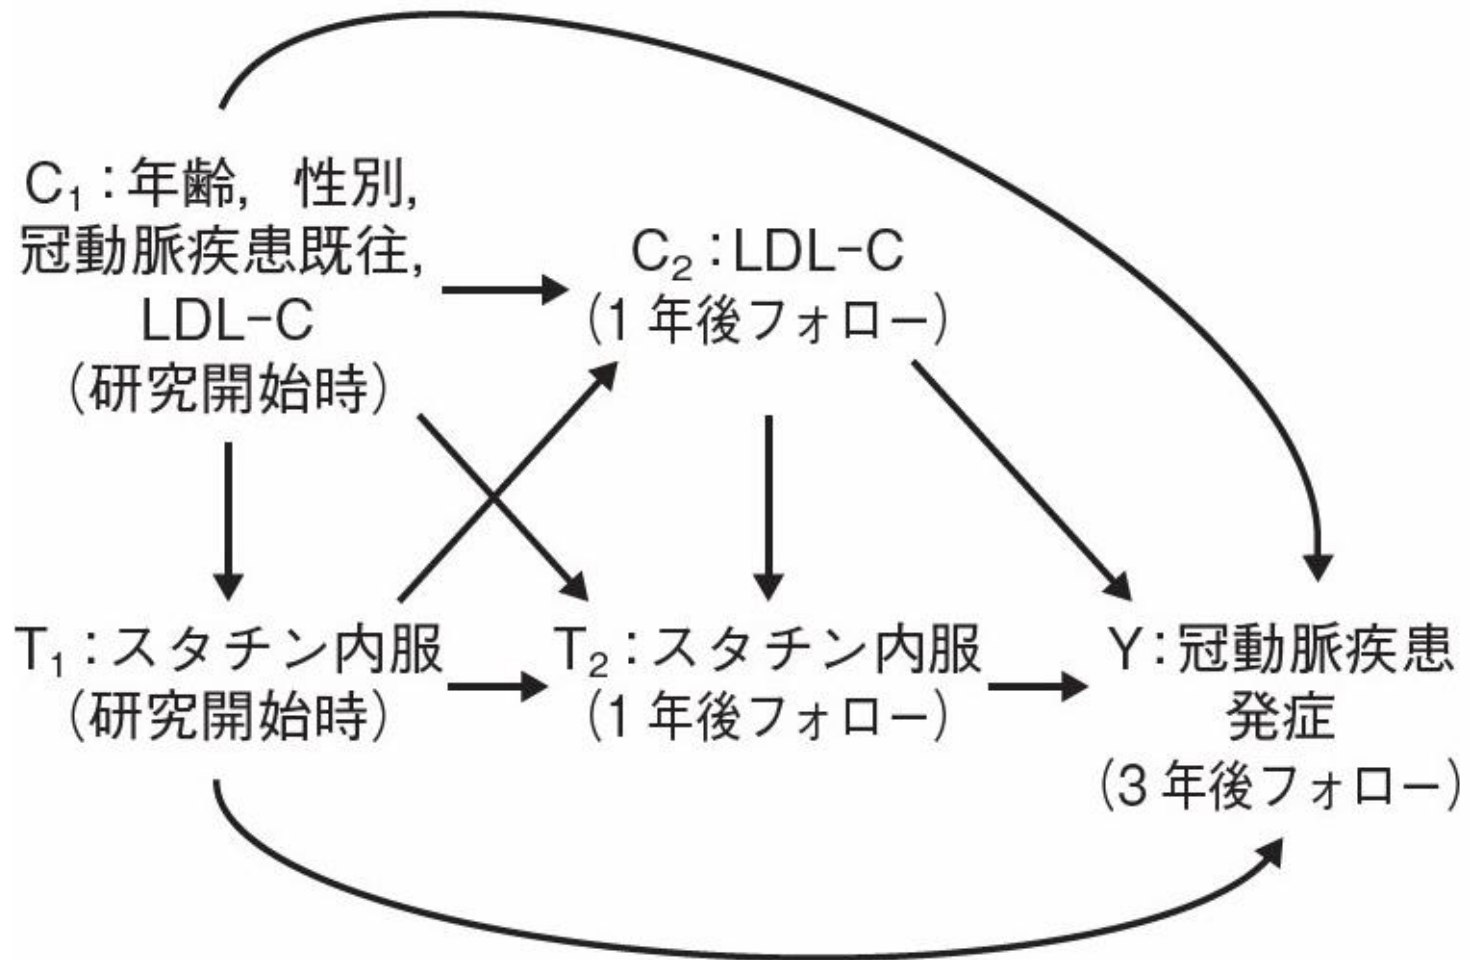 C₁：年齢，性別，
冠動脈疾患既往，
LDL-C
（研究開始時）
C₂：LDL-C
（1年後フォロー）
T₁：スタチン内服
（研究開始時）
T₂：スタチン内服
（1年後フォロー）
Y：冠動脈疾患
発症
（3年後フォロー）